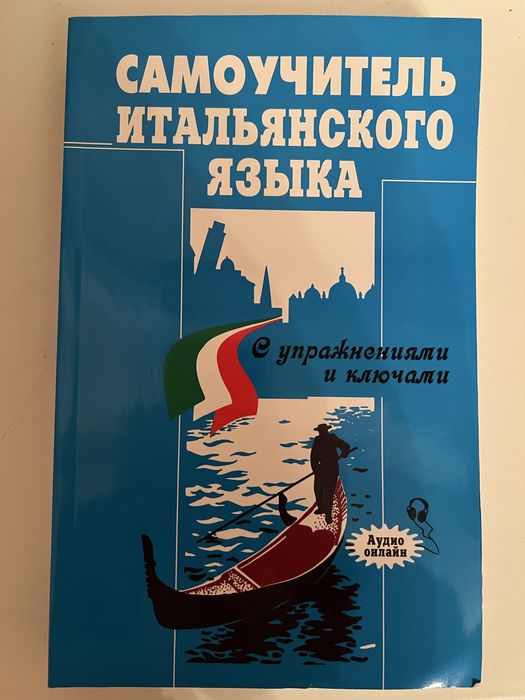 САМОУЧИТЕЛЬ
ИТАЛЬЯНСКОГО
ЯЗЫКА
С упражнениями
и ключами
Аудио
онлайн